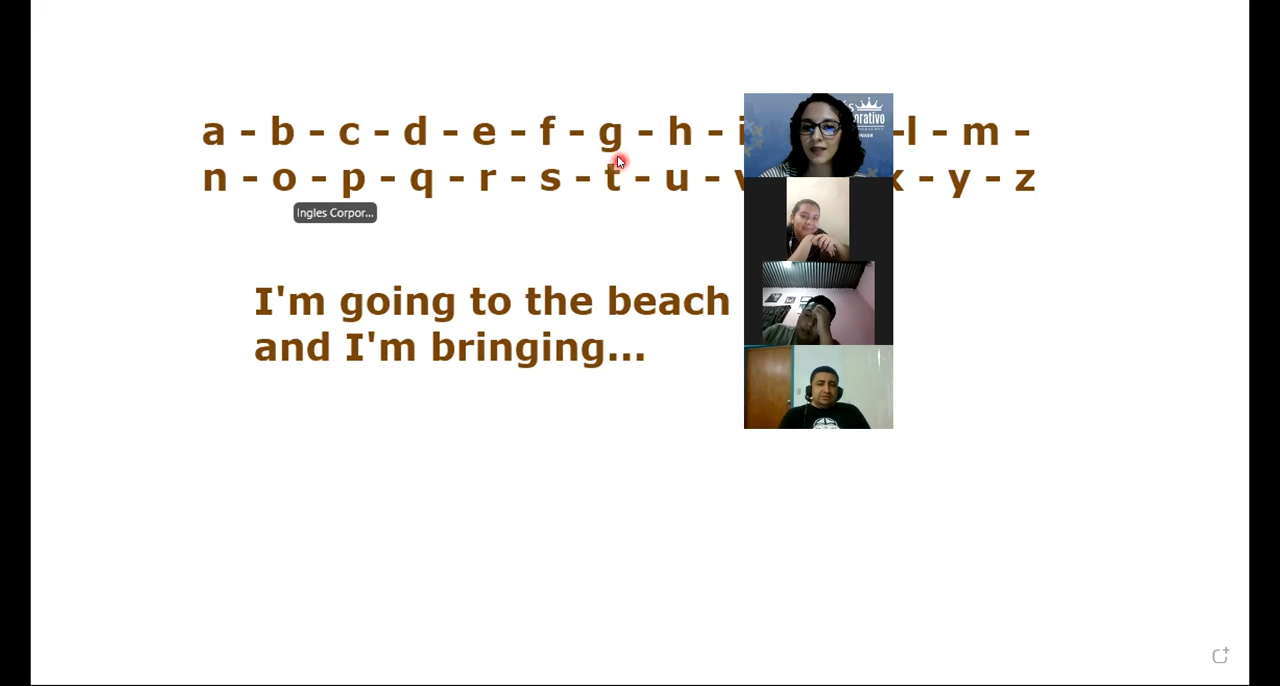 a - b - c - d - e - f - g - h - i -l - m -
n - o - p - q - r - s - t - u - v x - y - z
Ingles Corpor...
I'm going to the beach
and I'm bringing...